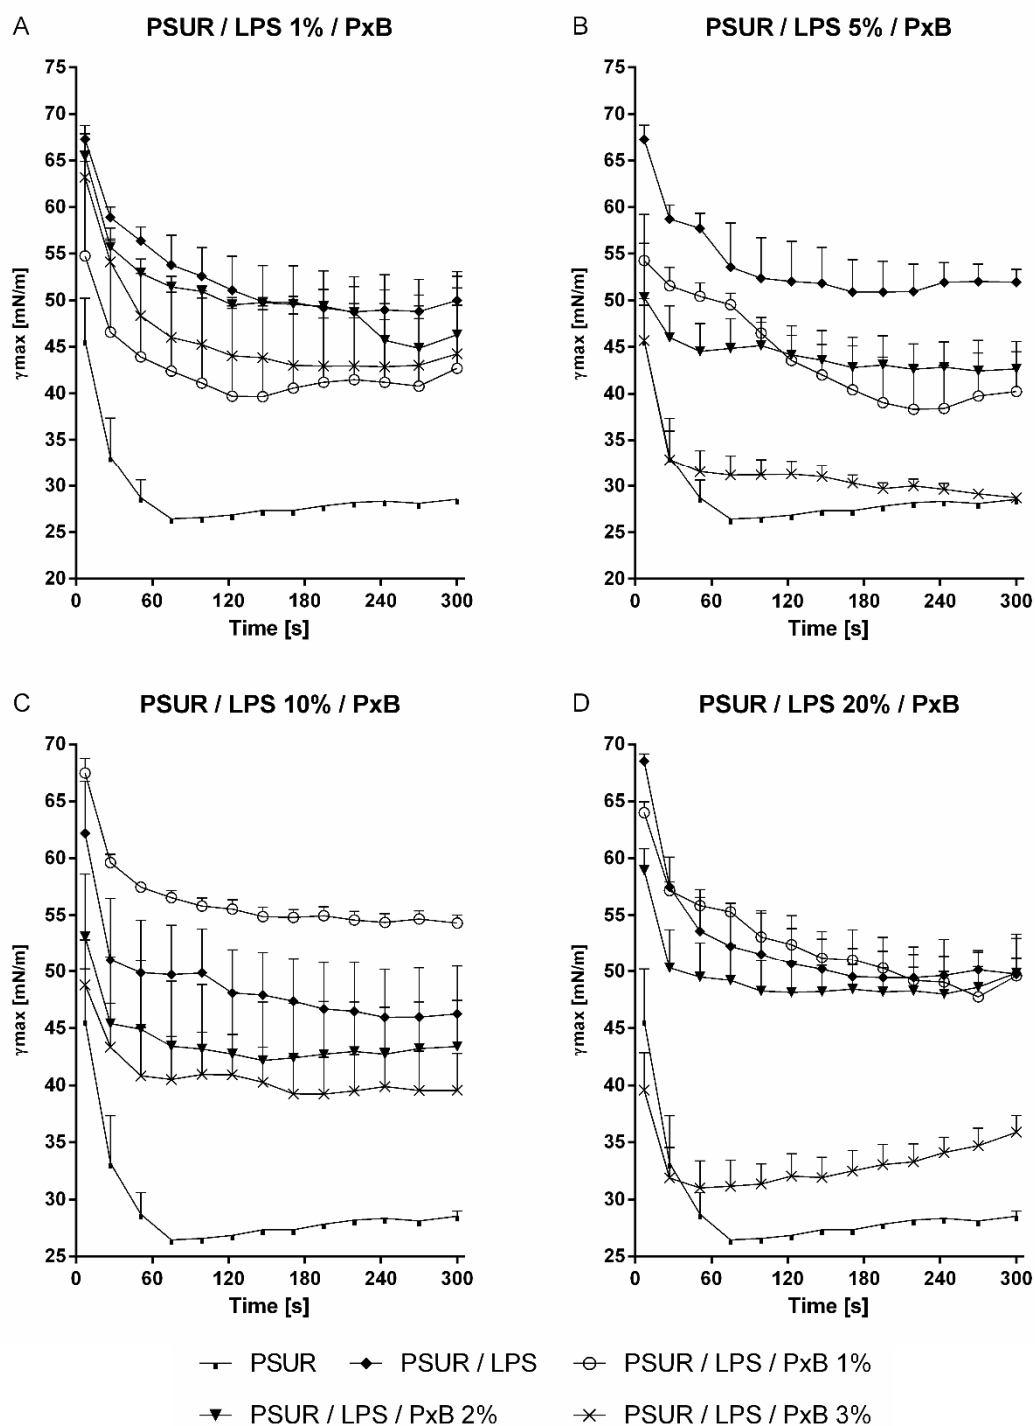 A
PSUR / LPS 1% / PxB
γmax [mN/m]
75
70
65
60
55
50
45
40
35
30
25
20
0 60 120 180 240 300
Time [s]
B
PSUR / LPS 5% / PxB
γmax [mN/m]
75
70
65
60
55
50
45
40
35
30
25
20
0 60 120 180 240 300
Time [s]
C
PSUR / LPS 10% / PxB
γmax [mN/m]
70
65
60
55
50
45
40
35
30
25
0 60 120 180 240 300
Time [s]
D
PSUR / LPS 20% / PxB
γmax [mN/m]
70
65
60
55
50
45
40
35
30
25
0 60 120 180 240 300
Time [s]
PSUR PSUR / LPS PSUR / LPS / PxB 1%
PSUR / LPS / PxB 2% PSUR / LPS / PxB 3%